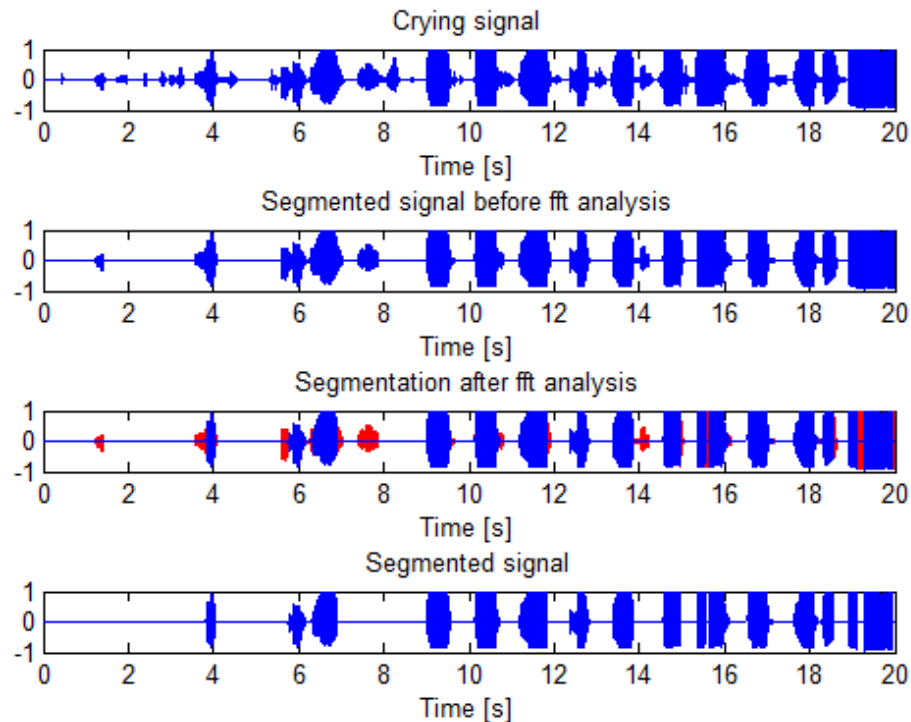 Crying signal
1
0
-1
0 2 4 6 8 10 12 14 16 18 20
Time [s]
Segmented signal before fft analysis
1
0
-1
0 2 4 6 8 10 12 14 16 18 20
Time [s]
Segmentation after fft analysis
1
0
-1
0 2 4 6 8 10 12 14 16 18 20
Time [s]
Segmented signal
1
0
-1
0 2 4 6 8 10 12 14 16 18 20
Time [s]